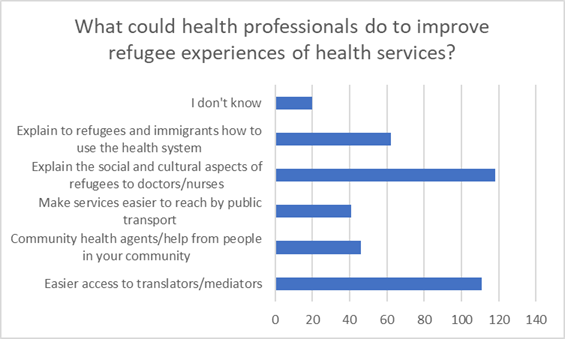 What could health professionals do to improve
refugee experiences of health services?
I don't know
Explain to refugees and immigrants how to
use the health system
Explain the social and cultural aspects of
refugees to doctors/nurses
Make services easier to reach by public
transport
Community health agents/help from people
in your community
Easier access to translators/mediators
0 20 40 60 80 100 120 140